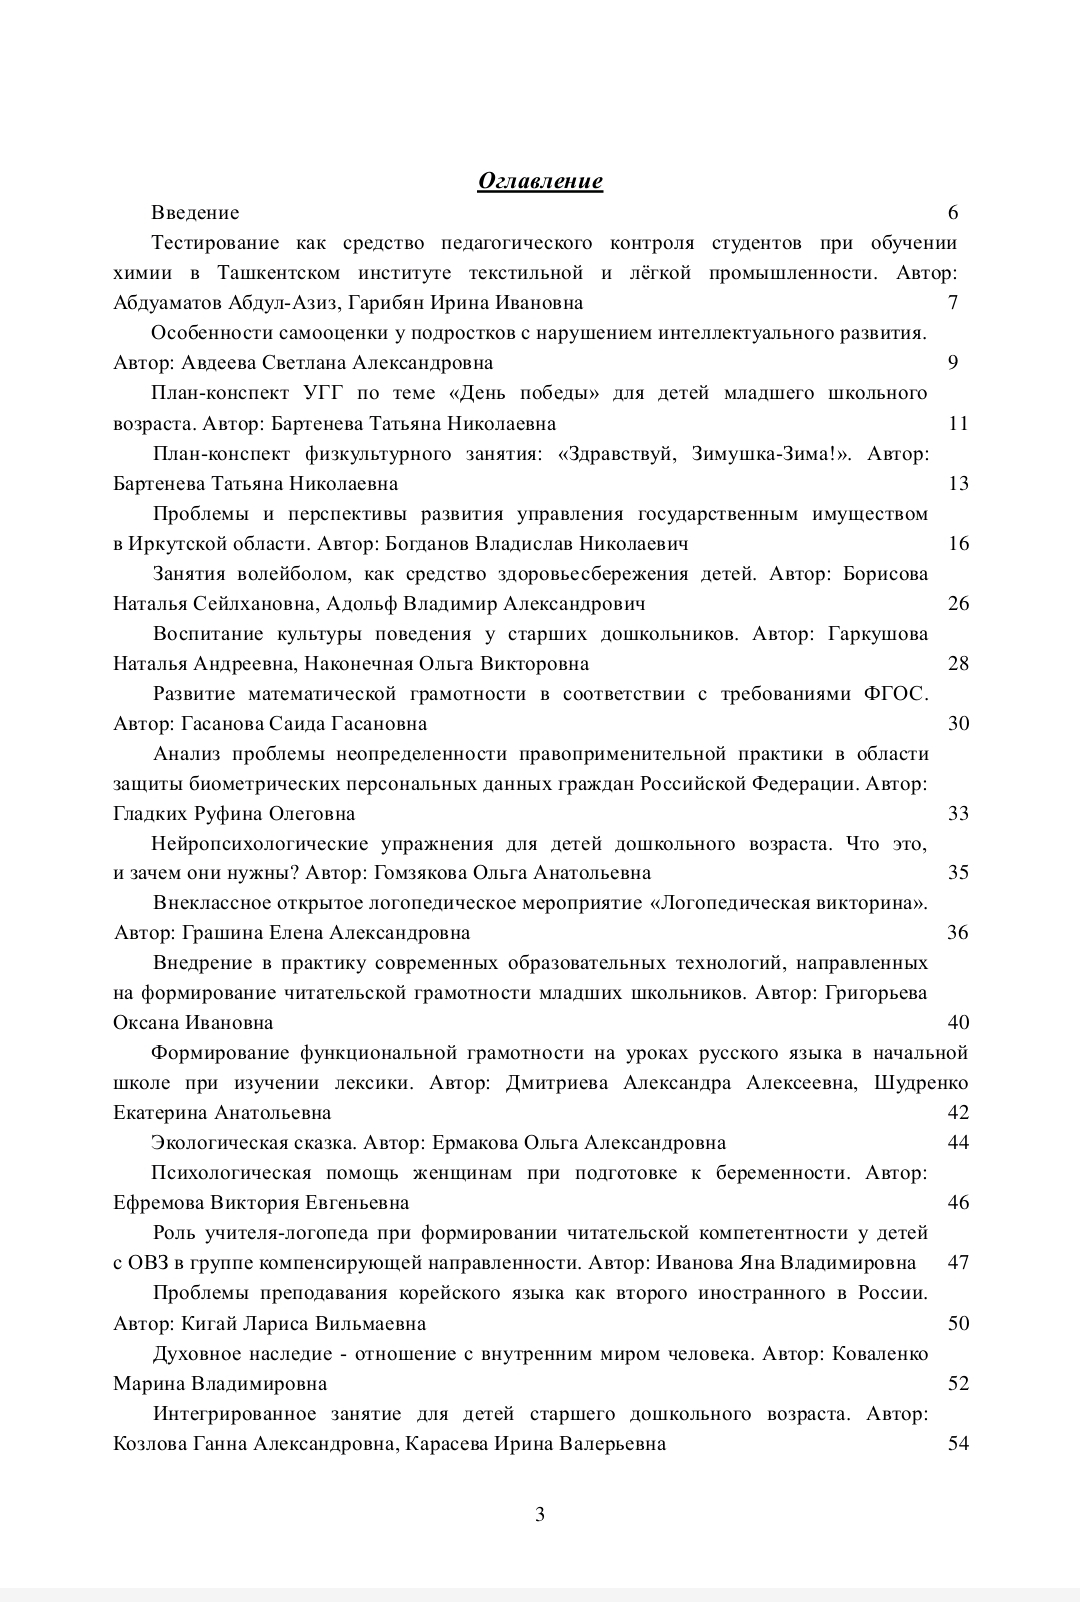 Оглавление
Введение 6
Тестирование как средство педагогического контроля студентов при обучении
химии в Ташкентском институте текстильной и лёгкой промышленности. Автор:
Абдуаматов Абдул-Азиз, Гарибян Ирина Ивановна 7
Особенности самооценки у подростков с нарушением интеллектуального развития.
Автор: Авдеева Светлана Александровна 9
План-конспект УГГ по теме «День победы» для детей младшего школьного
возраста. Автор: Бартенева Татьяна Николаевна 11
План-конспект физкультурного занятия: «Здравствуй, Зимушка-Зима!». Автор:
Бартенева Татьяна Николаевна 13
Проблемы и перспективы развития управления государственным имуществом
в Иркутской области. Автор: Богданов Владислав Николаевич 16
Занятия волейболом, как средство здоровьесбережения детей. Автор: Борисова
Наталья Сейлхановна, Адольф Владимир Александрович 26
Воспитание культуры поведения у старших дошкольников. Автор: Гаркушова
Наталья Андреевна, Наконечная Ольга Викторовна 28
Развитие математической грамотности в соответствии с требованиями ФГОС.
Автор: Гасанова Саида Гасановна 30
Анализ проблемы неопределенности правоприменительной практики в области
защиты биометрических персональных данных граждан Российской Федерации. Автор:
Гладких Руфина Олеговна 33
Нейропсихологические упражнения для детей дошкольного возраста. Что это,
и зачем они нужны? Автор: Гомзякова Ольга Анатольевна 35
Внеклассное открытое логопедическое мероприятие «Логопедическая викторина».
Автор: Грашина Елена Александровна 36
Внедрение в практику современных образовательных технологий, направленных
на формирование читательской грамотности младших школьников. Автор: Григорьева
Оксана Ивановна 40
Формирование функциональной грамотности на уроках русского языка в начальной
школе при изучении лексики. Автор: Дмитриева Александра Алексеевна, Шудренко
Екатерина Анатольевна 42
Экологическая сказка. Автор: Ермакова Ольга Александровна 44
Психологическая помощь женщинам при подготовке к беременности. Автор:
Ефремова Виктория Евгеньевна 46
Роль учителя-логопеда при формировании читательской компетентности у детей
с ОВЗ в группе компенсирующей направленности. Автор: Иванова Яна Владимировна 47
Проблемы преподавания корейского языка как второго иностранного в России.
Автор: Кигай Лариса Вильмаевна 50
Духовное наследие - отношение с внутренним миром человека. Автор: Коваленко
Марина Владимировна 52
Интегрированное занятие для детей старшего дошкольного возраста. Автор:
Козлова Ганна Александровна, Карасева Ирина Валерьевна 54
3